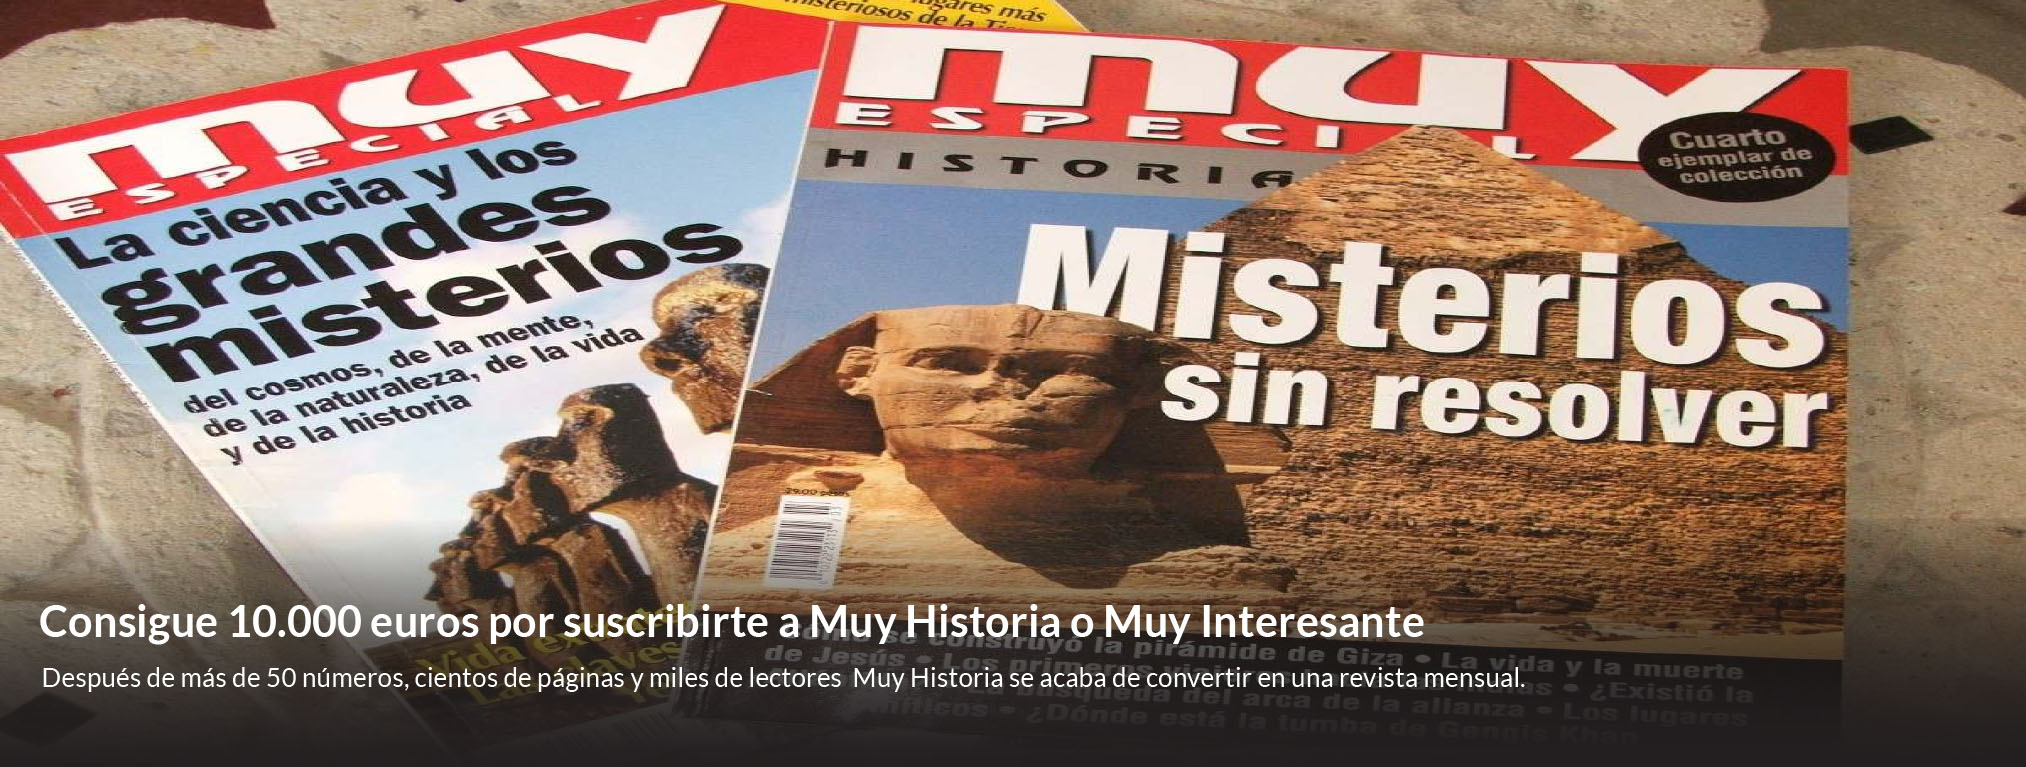 lugares más
misteriosos de la
muy
ESPECIAL
La ciencia y los
grandes
misterios
del cosmos, de la mente,
de la naturaleza, de la vida
y de la historia
muy
ESPECIAL
HISTORIA
Cuarto
ejemplar de
colección
Misterios
sin resolver
Consigue 10.000 euros por suscribirte a Muy Historia o Muy Interesante
se construyó la pirámide de Giza • La vida y la muerte
de Jesús • Los primeros
Después de más de 50 números, cientos de páginas y miles de lectores Muy Historia se acaba de convertir en una revista mensual.
del arca de la alianza • Los lugares
• ¿Existió la
• ¿Dónde está la tumba de Gengis Khan